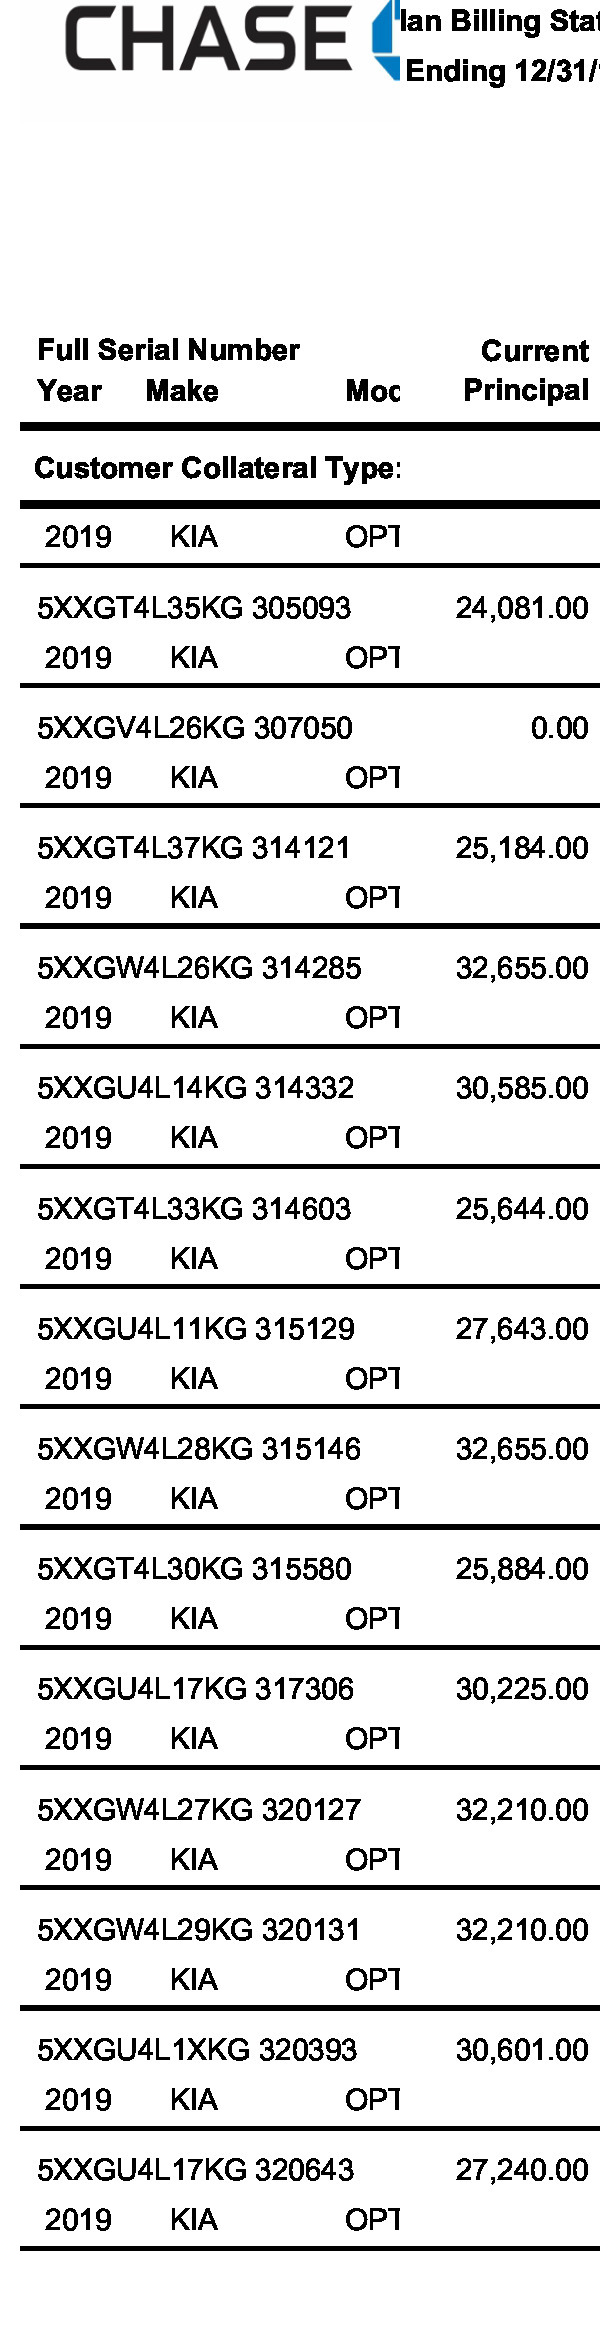 CHASE lan Billing Stat
Ending 12/31/
Full Serial Number Current
Year Make Moc Principal
Customer Collateral Type:
2019 KIA OPT
5XXGT4L35KG 305093 24,081.00
2019 KIA OPT
5XXGV4L26KG 307050 0.00
2019 KIA OPT
5XXGT4L37KG 314121 25,184.00
2019 KIA OPT
5XXGW4L26KG 314285 32,655.00
2019 KIA OPT
5XXGU4L14KG 314332 30,585.00
2019 KIA OPT
5XXGT4L33KG 314603 25,644.00
2019 KIA OPT
5XXGU4L11KG 315129 27,643.00
2019 KIA OPT
5XXGW4L28KG 315146 32,655.00
2019 KIA OPT
5XXGT4L30KG 315580 25,884.00
2019 KIA OPT
5XXGU4L17KG 317306 30,225.00
2019 KIA OPT
5XXGW4L27KG 320127 32,210.00
2019 KIA OPT
5XXGW4L29KG 320131 32,210.00
2019 KIA OPT
5XXGU4L1XKG 320393 30,601.00
2019 KIA OPT
5XXGU4L17KG 320643 27,240.00
2019 KIA OPT